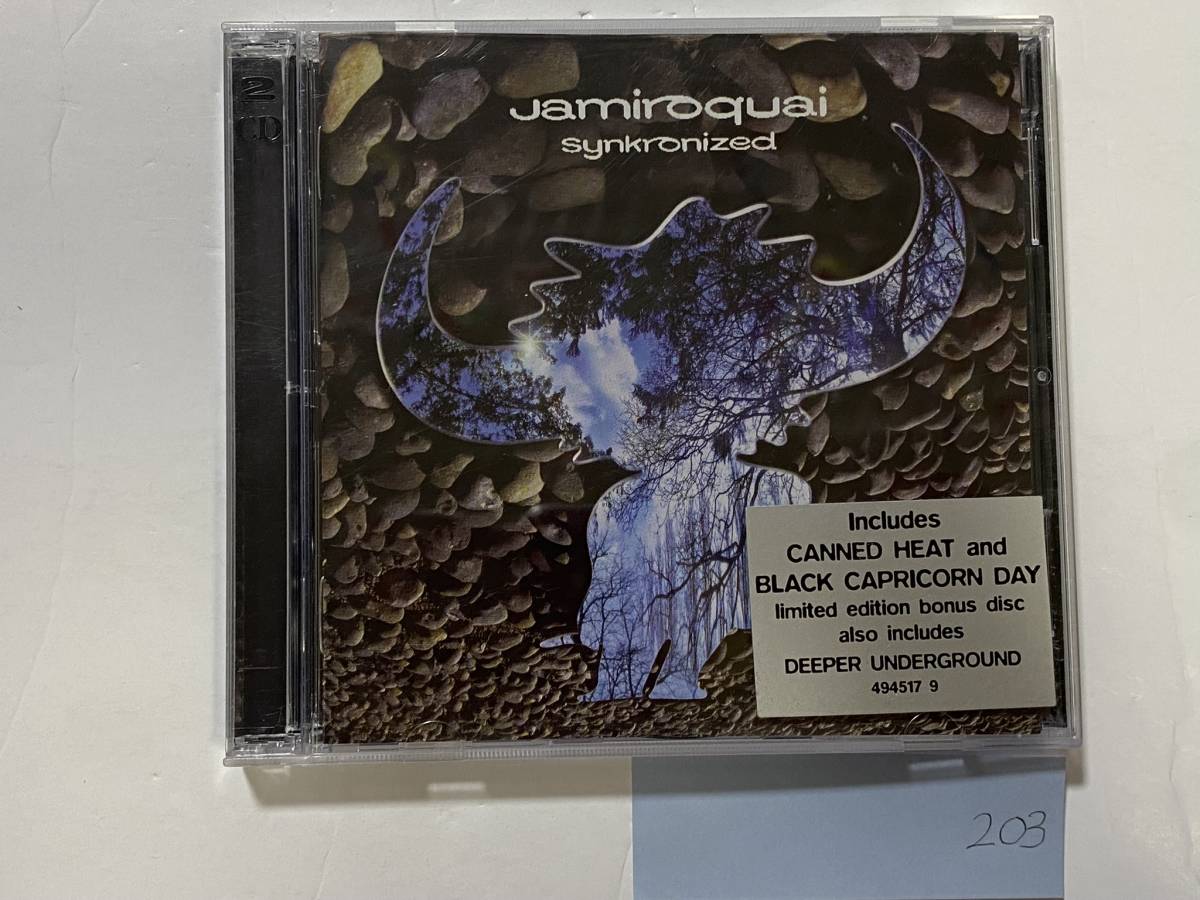 2
CD
Jamiroquai
synkronized
Includes
CANNED HEAT and
BLACK CAPRICORN DAY
limited edition bonus disc
also includes
DEEPER UNDERGROUND
494517 9
203